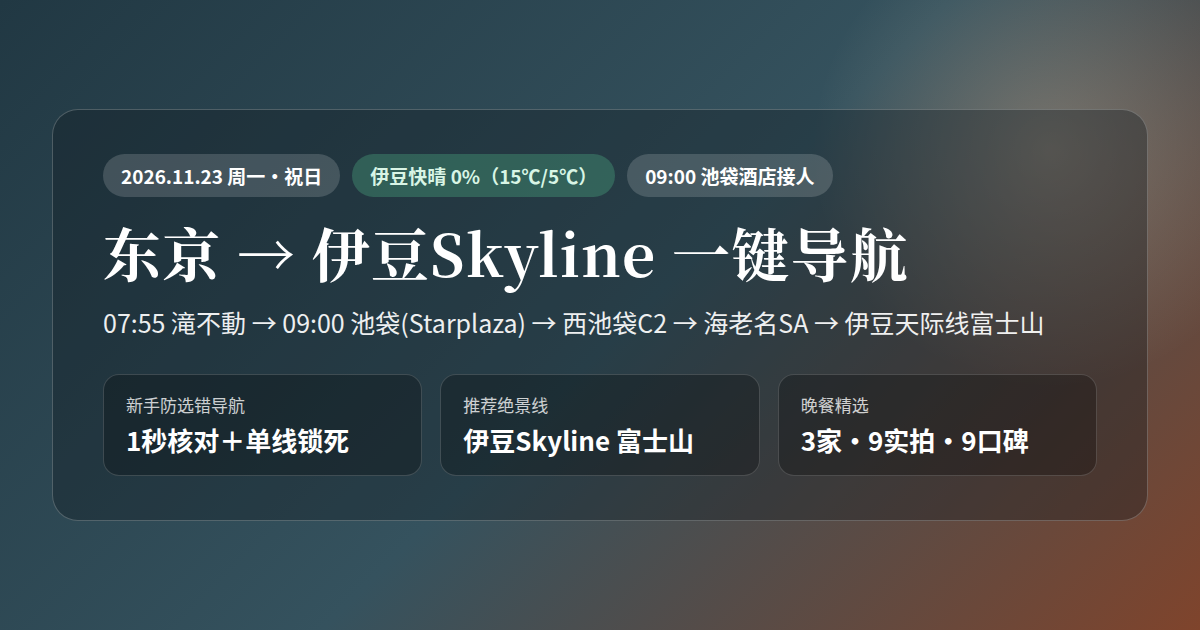 2026.11.23 周一・祝日 伊豆快晴 0%（15℃/5℃） 09:00 池袋酒店接人
东京 → 伊豆Skyline 一键导航
07:55 滝不動 → 09:00 池袋(Starplaza) → 西池袋C2 → 海老名SA → 伊豆天际线富士山
新手防选错导航
1秒核对＋单线锁死
推荐绝景线
伊豆Skyline 富士山
晚餐精选
3家・9实拍・9口碑